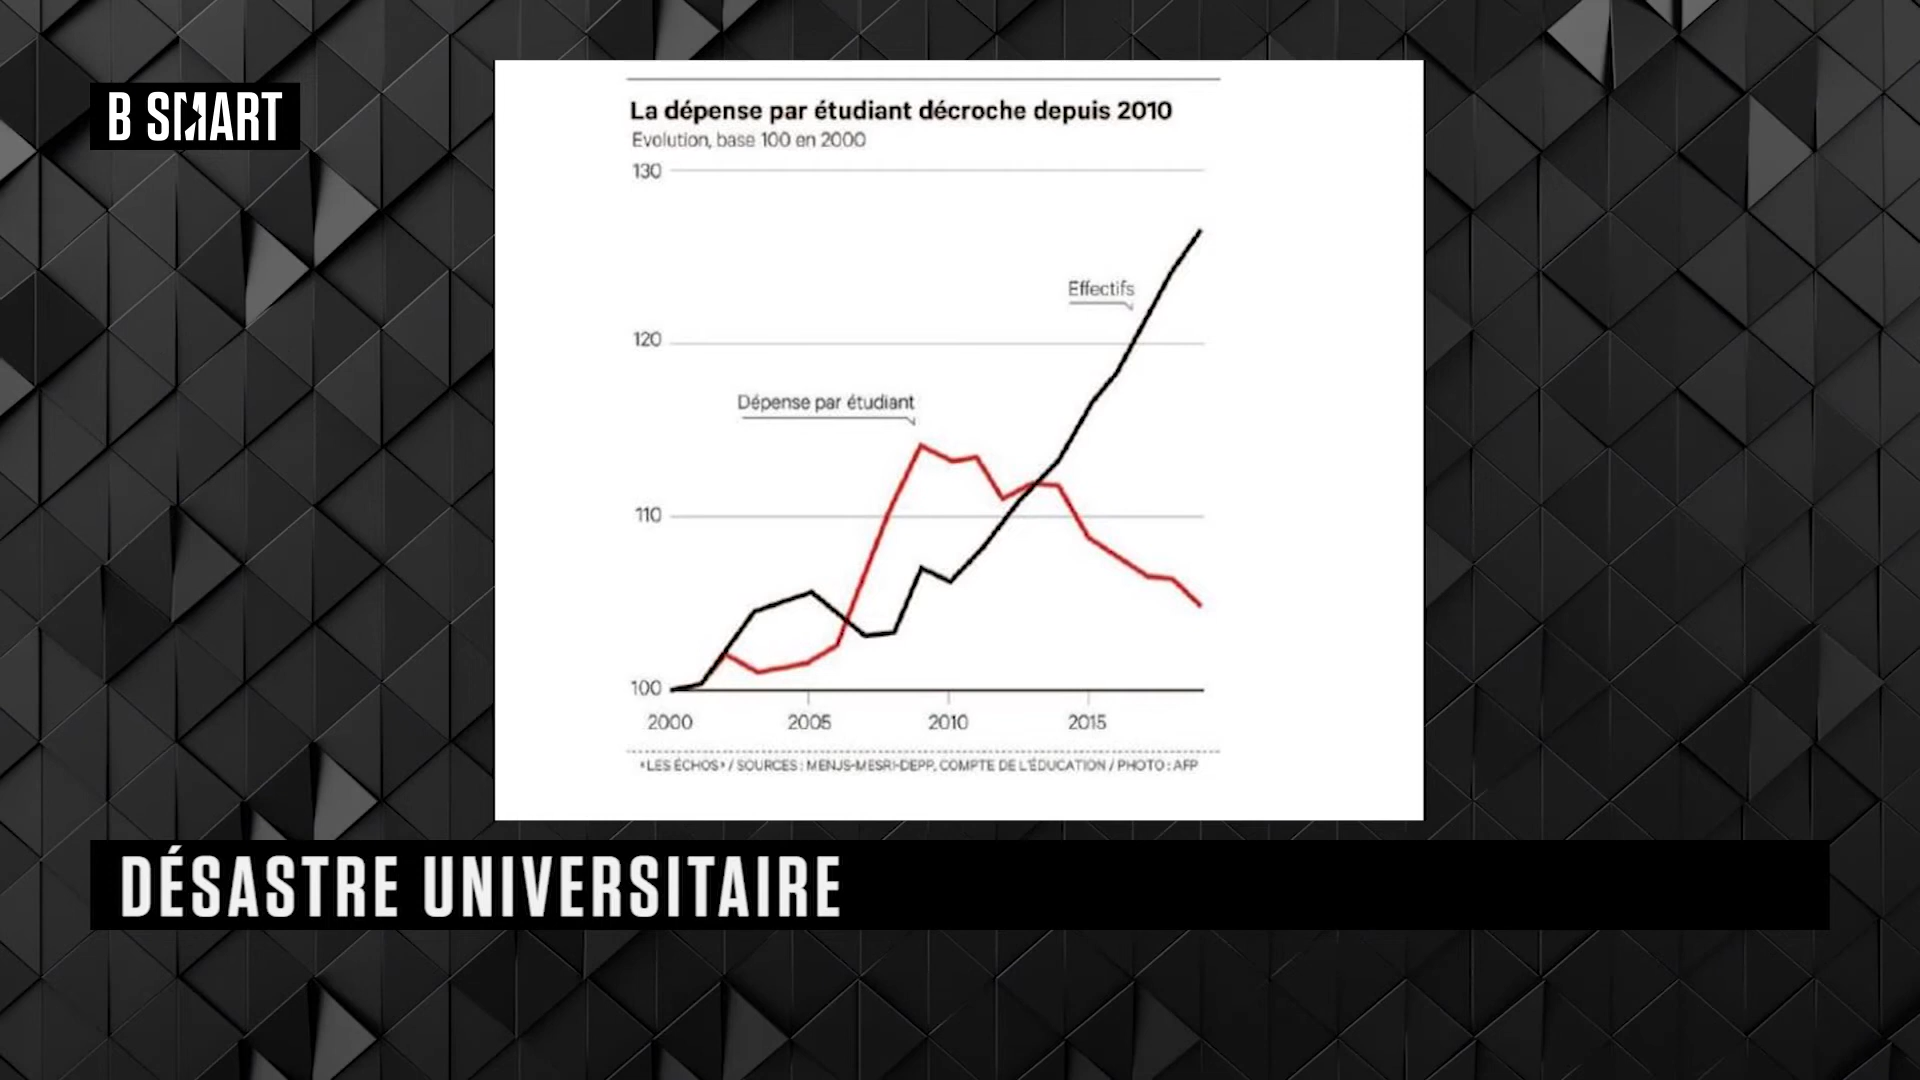 B SMART
La dépense par étudiant décroche depuis 2010
Evolution, base 100 en 2000
130
Effectifs
120
Dépense par étudiant
110
100
2000 2005 2010 2015
«LES ÉCHOS» / SOURCES : MENJS-MESRI-DEPP, COMPTE DE L'ÉDUCATION / PHOTO : AFP
DÉSASTRE UNIVERSITAIRE